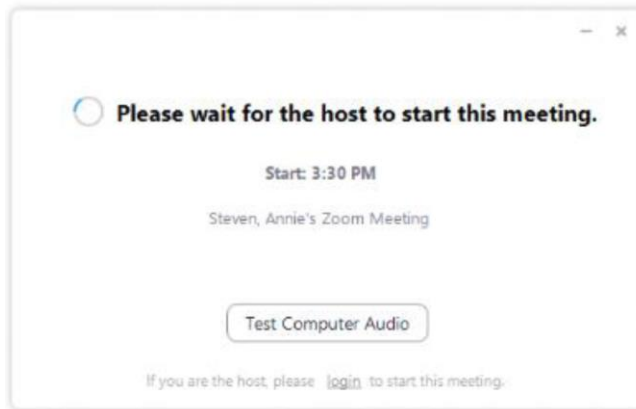 Please wait for the host to start this meeting.
Start: 3:30 PM
Steven, Annie's Zoom Meeting
Test Computer Audio
If you are the host, please login to start this meeting.